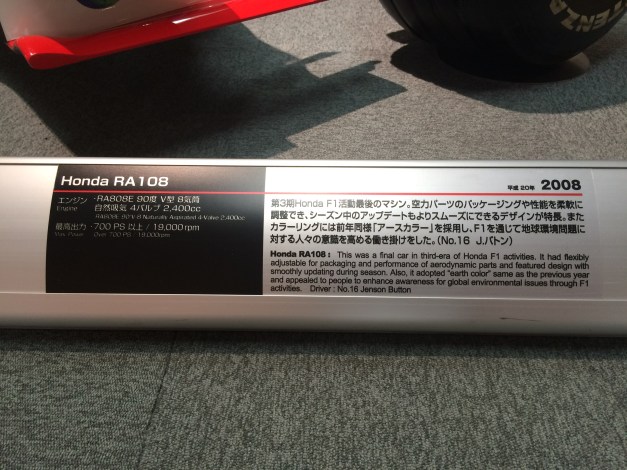 TENZA
Honda RA108
エンジン -RA808E 90度 V型 8気筒
Engine 自然吸気 4バルブ 2,400cc
RA808E 90°V-8 Naturally Aspirated 4 Valve 2,400cc
最高出力 -700 PS 以上 / 19,000rpm
Max. Power Over 700 PS / 19,000rpm
平成 20年 2008
第3期Honda F1活動最後のマシン。空力パーツのパッケージングや性能を柔軟に
調整でき、シーズン中のアップデートもよりスムーズにできるデザインが特長。また
カラーリングには前年同様「アースカラー」を採用し、F1を通じて地球環境問題に
対する人々の意識を高める働き掛けをした。(No.16 J.バトン)
Honda RA108 : This was a final car in third-era of Honda F1 activities. It had flexibly
adjustable for packaging and performance of aerodynamic parts and featured design with
smoothly updating during season. Also, it adopted "earth color" same as the previous year
and appealed to people to enhance awareness for global environmental issues through F1
activities. Driver : No.16 Jenson Button